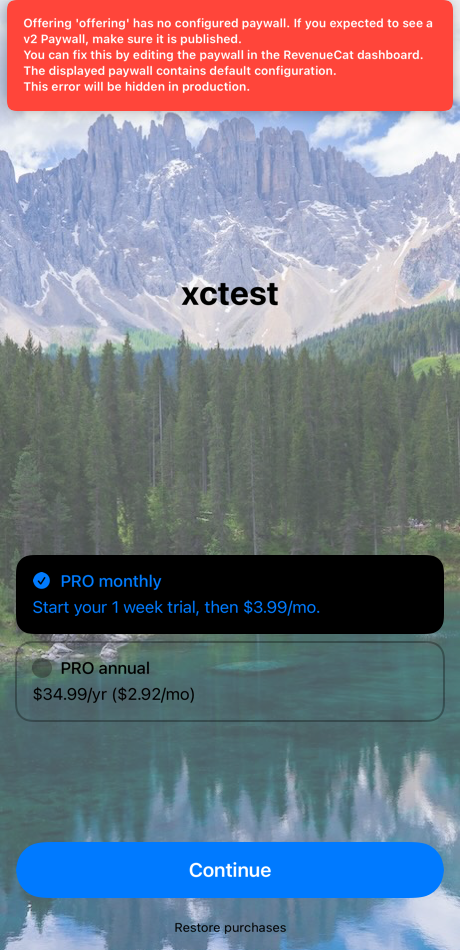 Offering 'offering' has no configured paywall. If you expected to see a
v2 Paywall, make sure it is published.
You can fix this by editing the paywall in the RevenueCat dashboard.
The displayed paywall contains default configuration.
This error will be hidden in production.
xctest
PRO monthly
Start your 1 week trial, then $3.99/mo.
PRO annual
$34.99/yr ($2.92/mo)
Continue
Restore purchases